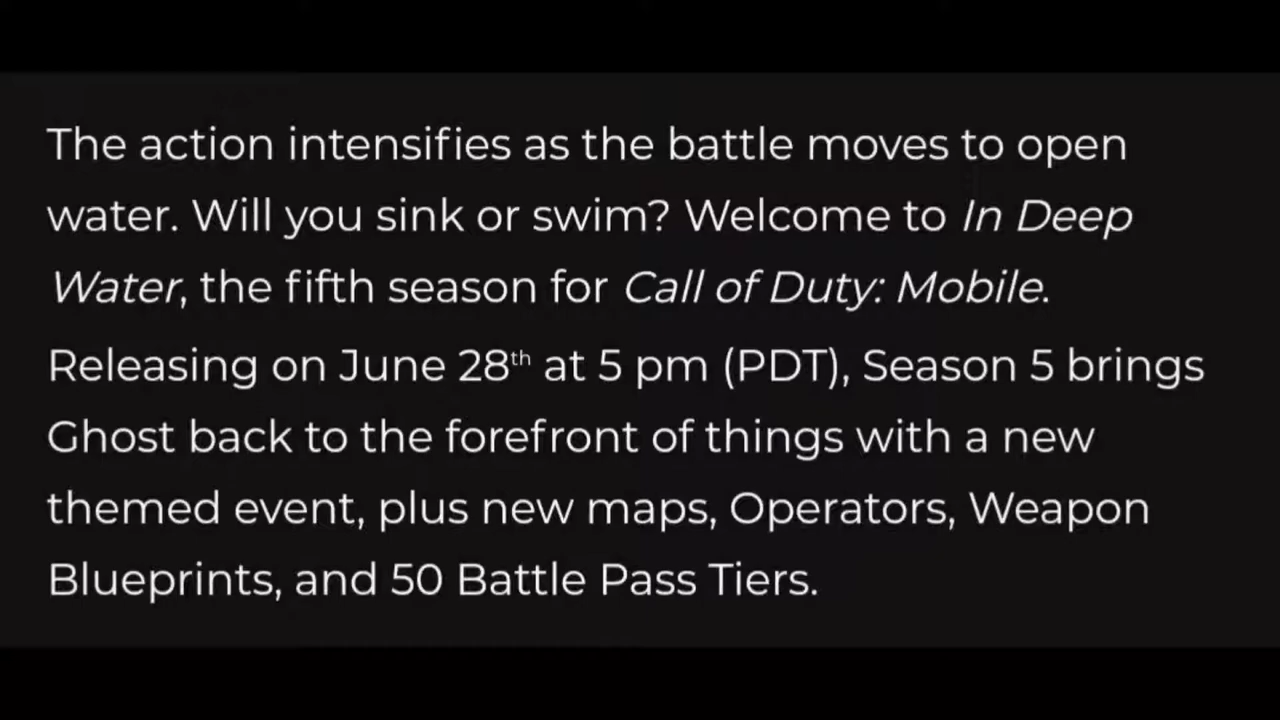 The action intensifies as the battle moves to open
water. Will you sink or swim? Welcome to In Deep
Water, the fifth season for Call of Duty: Mobile.
Releasing on June 28th at 5 pm (PDT), Season 5 brings
Ghost back to the forefront of things with a new
themed event, plus new maps, Operators, Weapon
Blueprints, and 50 Battle Pass Tiers.